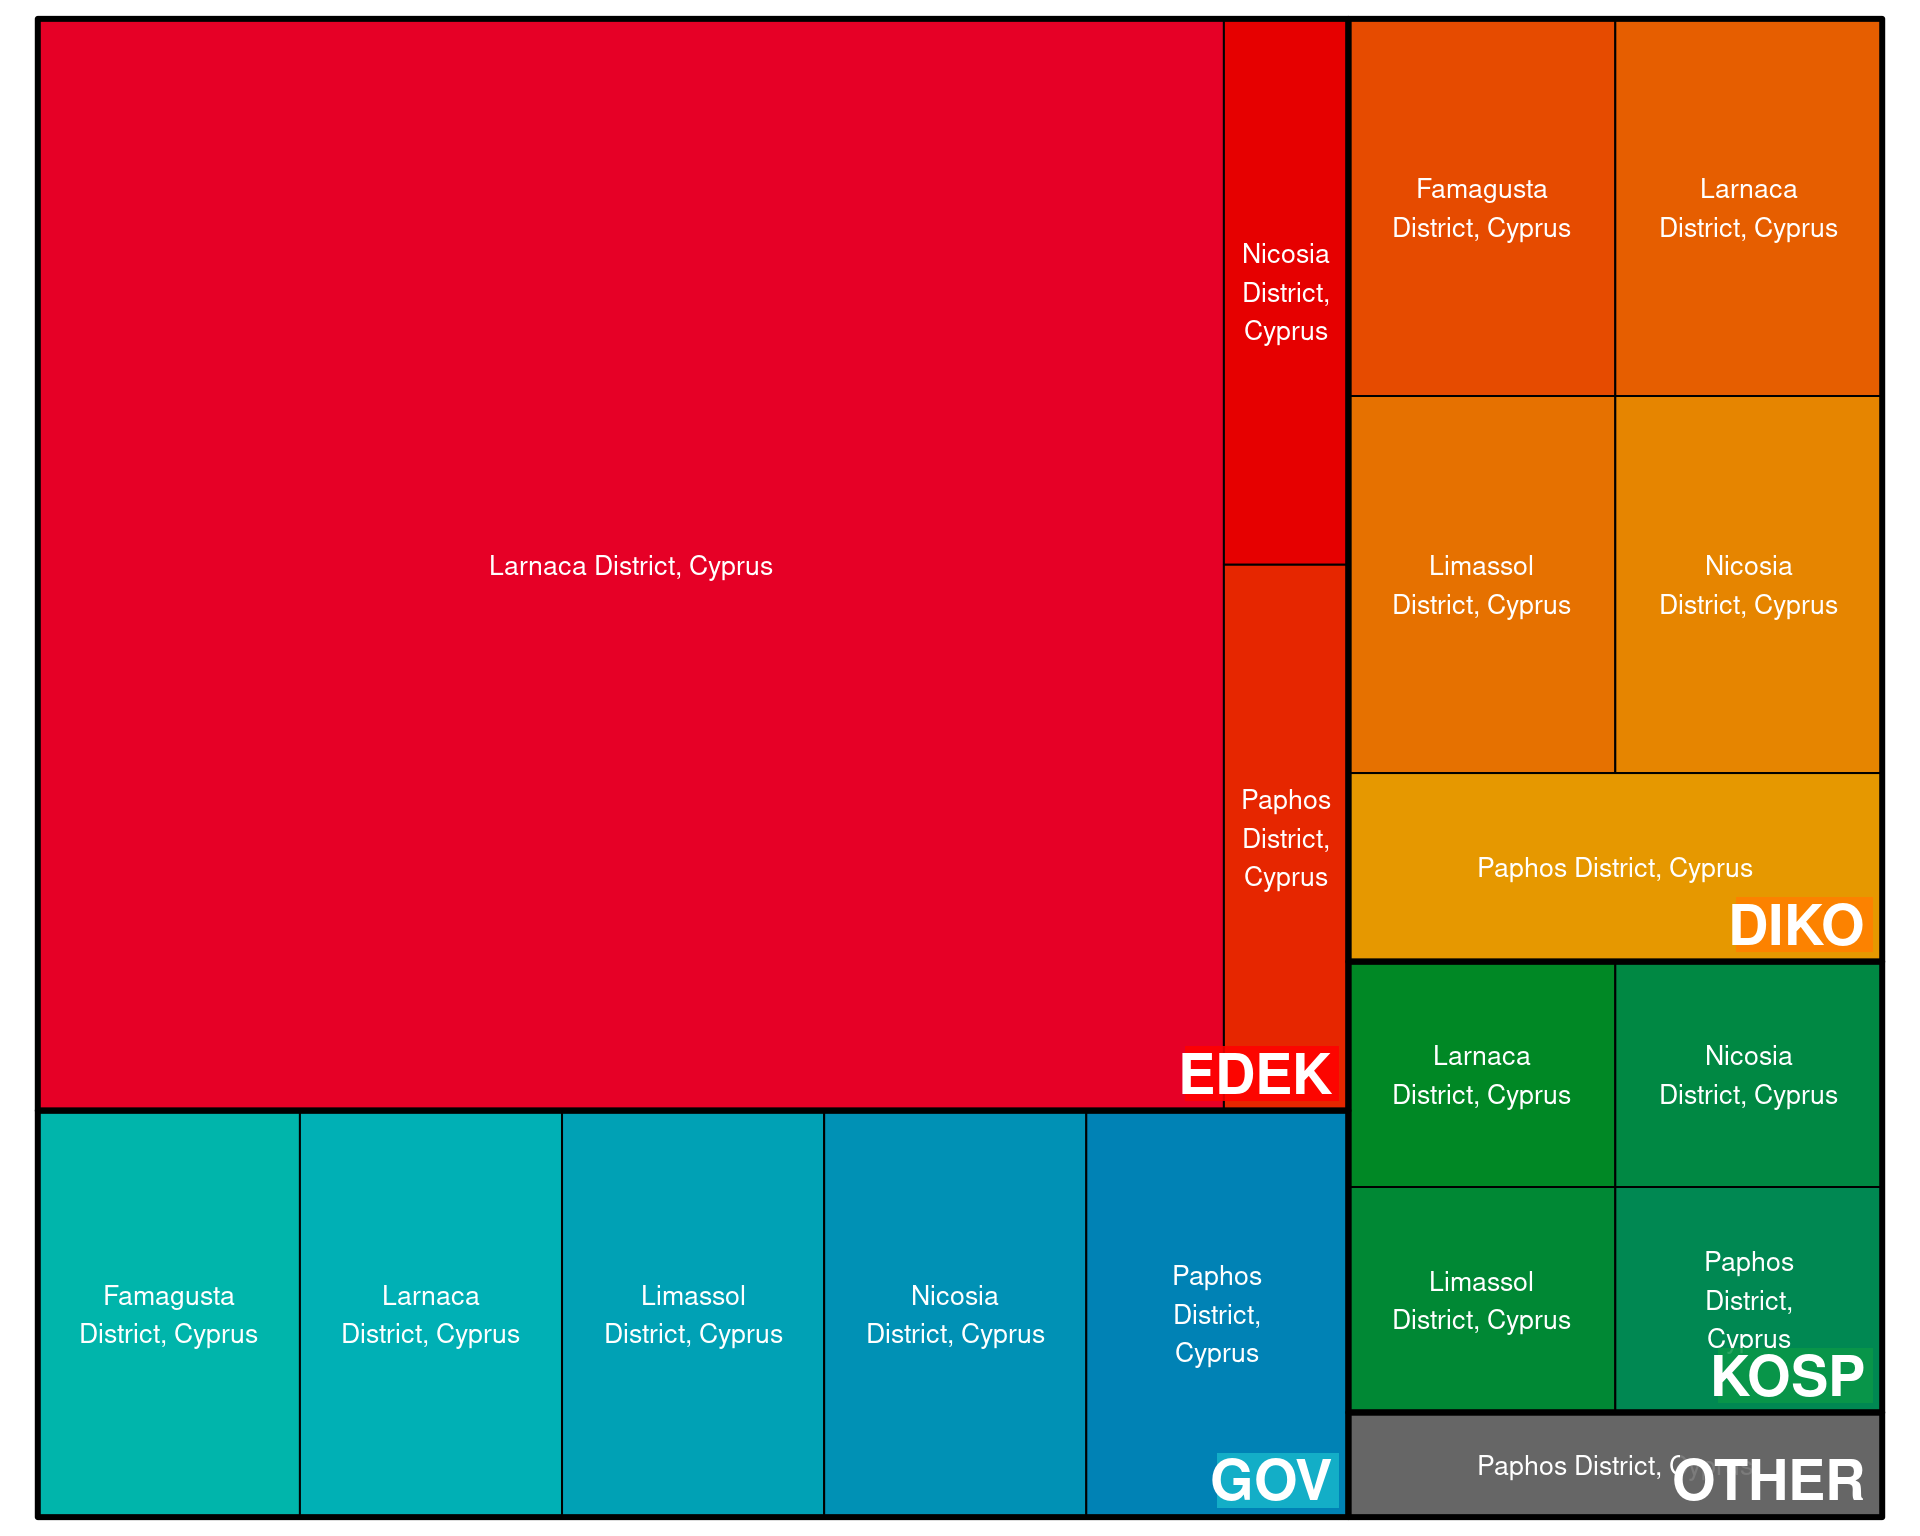 Larnaca District, Cyprus
Nicosia
District,
Cyprus
Paphos
District,
Cyprus
EDEK
Famagusta
District, Cyprus
Larnaca
District, Cyprus
Limassol
District, Cyprus
Nicosia
District, Cyprus
Paphos District, Cyprus
DIKO
Famagusta
District, Cyprus
Larnaca
District, Cyprus
Limassol
District, Cyprus
Nicosia
District, Cyprus
Paphos
District,
Cyprus
GOV
Larnaca
District, Cyprus
Nicosia
District, Cyprus
Limassol
District, Cyprus
Paphos
District,
Cyprus
KOSP
Paphos District, Cyprus
OTHER